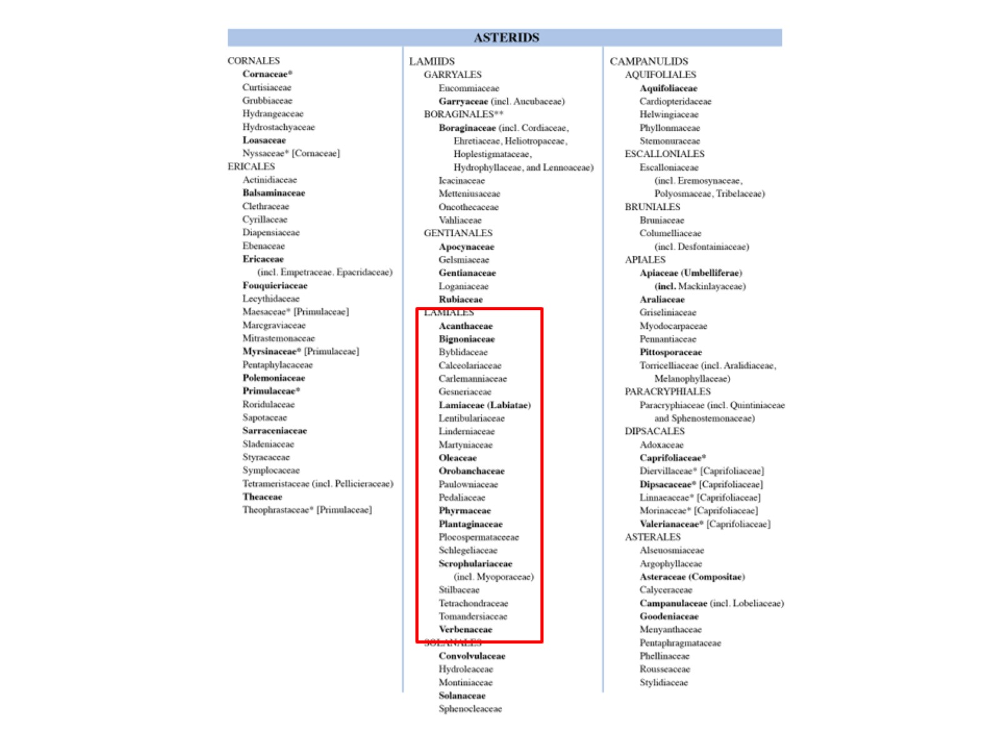 ASTERIDS
CORNALES
Cornaceae*
Curtisiaceae
Grubbiaceae
Hydrangeaceae
Hydrostachyaceae
Loasaceae
Nyssaceae* [Cornaceae]
ERICALES
Actinidiaceae
Balsaminaceae
Clethraceae
Cyrillaceae
Diapensiaceae
Ebenaceae
Ericaceae
(incl. Empetraceae. Epacridaceae)
Fouquieriaceae
Lecythidaceae
Maesaceae* [Primulaceae]
Marcgraviaceae
Mitrastemonaceae
Myrsinaceae* [Primulaceae]
Pentaphylacaceae
Polemoniaceae
Primulaceae*
Roridulaceae
Sapotaceae
Sarraceniaceae
Sladeniaceae
Styracaceae
Symplocaceae
Tetrameristaceae (incl. Pellicieraceae)
Theaceae
Theophrastaceae* [Primulaceae]
LAMIIDS
GARRYALES
Eucommiaceae
Garryaceae (incl. Aucubaceae)
BORAGINALES**
Boraginaceae (incl. Cordiaceae,
Ehretiaceae, Heliotropaceae,
Hoplestigmataceae,
Hydrophyllaceae, and Lennoaceae)
Icacinaceae
Metteniusaceae
Oncothecaceae
Vahliaceae
GENTIANALES
Apocynaceae
Gelsmiaceae
Gentianaceae
Loganiaceae
Rubiaceae
LAMIALES
Acanthaceae
Bignoniaceae
Byblidaceae
Calceolariaceae
Carlemanniaceae
Gesneriaceae
Lamiaceae (Labiatae)
Lentibulariaceae
Linderniaceae
Martyniaceae
Oleaceae
Orobanchaceae
Paulowniaceae
Pedaliaceae
Phyrmaceae
Plantaginaceae
Plocospermataceeae
Schlegeliaceae
Scrophulariaceae
(incl. Myoporaceae)
Stilbaceae
Tetrachondraceae
Tomandersiaceae
Verbenaceae
SOLANALES
Convolvulaceae
Hydroleaceae
Montiniaceae
Solanaceae
Sphenocleaceae
CAMPANULIDS
AQUIFOLIALES
Aquifoliaceae
Cardiopteridaceae
Helwingiaceae
Phyllonmaceae
Stemonuraceae
ESCALLONIALES
Escalloniaceae
(incl. Eremosynaceae,
Polyosmaceae, Tribelaceae)
BRUNIALES
Bruniaceae
Columelliaceae
(incl. Desfontainiaceae)
APIALES
Apiaceae (Umbelliferae)
(incl. Mackinlayaceae)
Araliaceae
Griseliniaceae
Myodocarpaceae
Pennantiaceae
Pittosporaceae
Torricelliaceae (incl. Aralidiaceae,
Melanophyllaceae)
PARACRYPHIALES
Paracryphiaceae (incl. Quintiniaceae
and Sphenostemonaceae)
DIPSACALES
Adoxaceae
Caprifoliaceae*
Diervillaceae* [Caprifoliaceae]
Dipsacaceae* [Caprifoliaceae]
Linnaeaceae* [Caprifoliaceae]
Morinaceae* [Caprifoliaceae]
Valerianaceae* [Caprifoliaceae]
ASTERALES
Alseuosmiaceae
Argophyllaceae
Asteraceae (Compositae)
Calyceraceae
Campanulaceae (incl. Lobeliaceae)
Goodeniaceae
Menyanthaceae
Pentaphragmataceae
Phellinaceae
Rousseaceae
Stylidiaceae